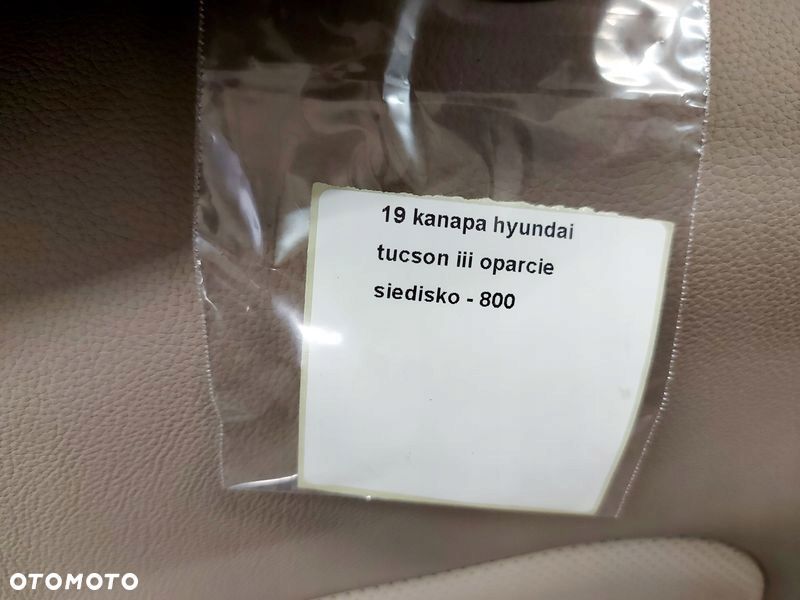 19 kanapa hyundai
tucson iii oparcie
siedisko - 800
OTOMOTO